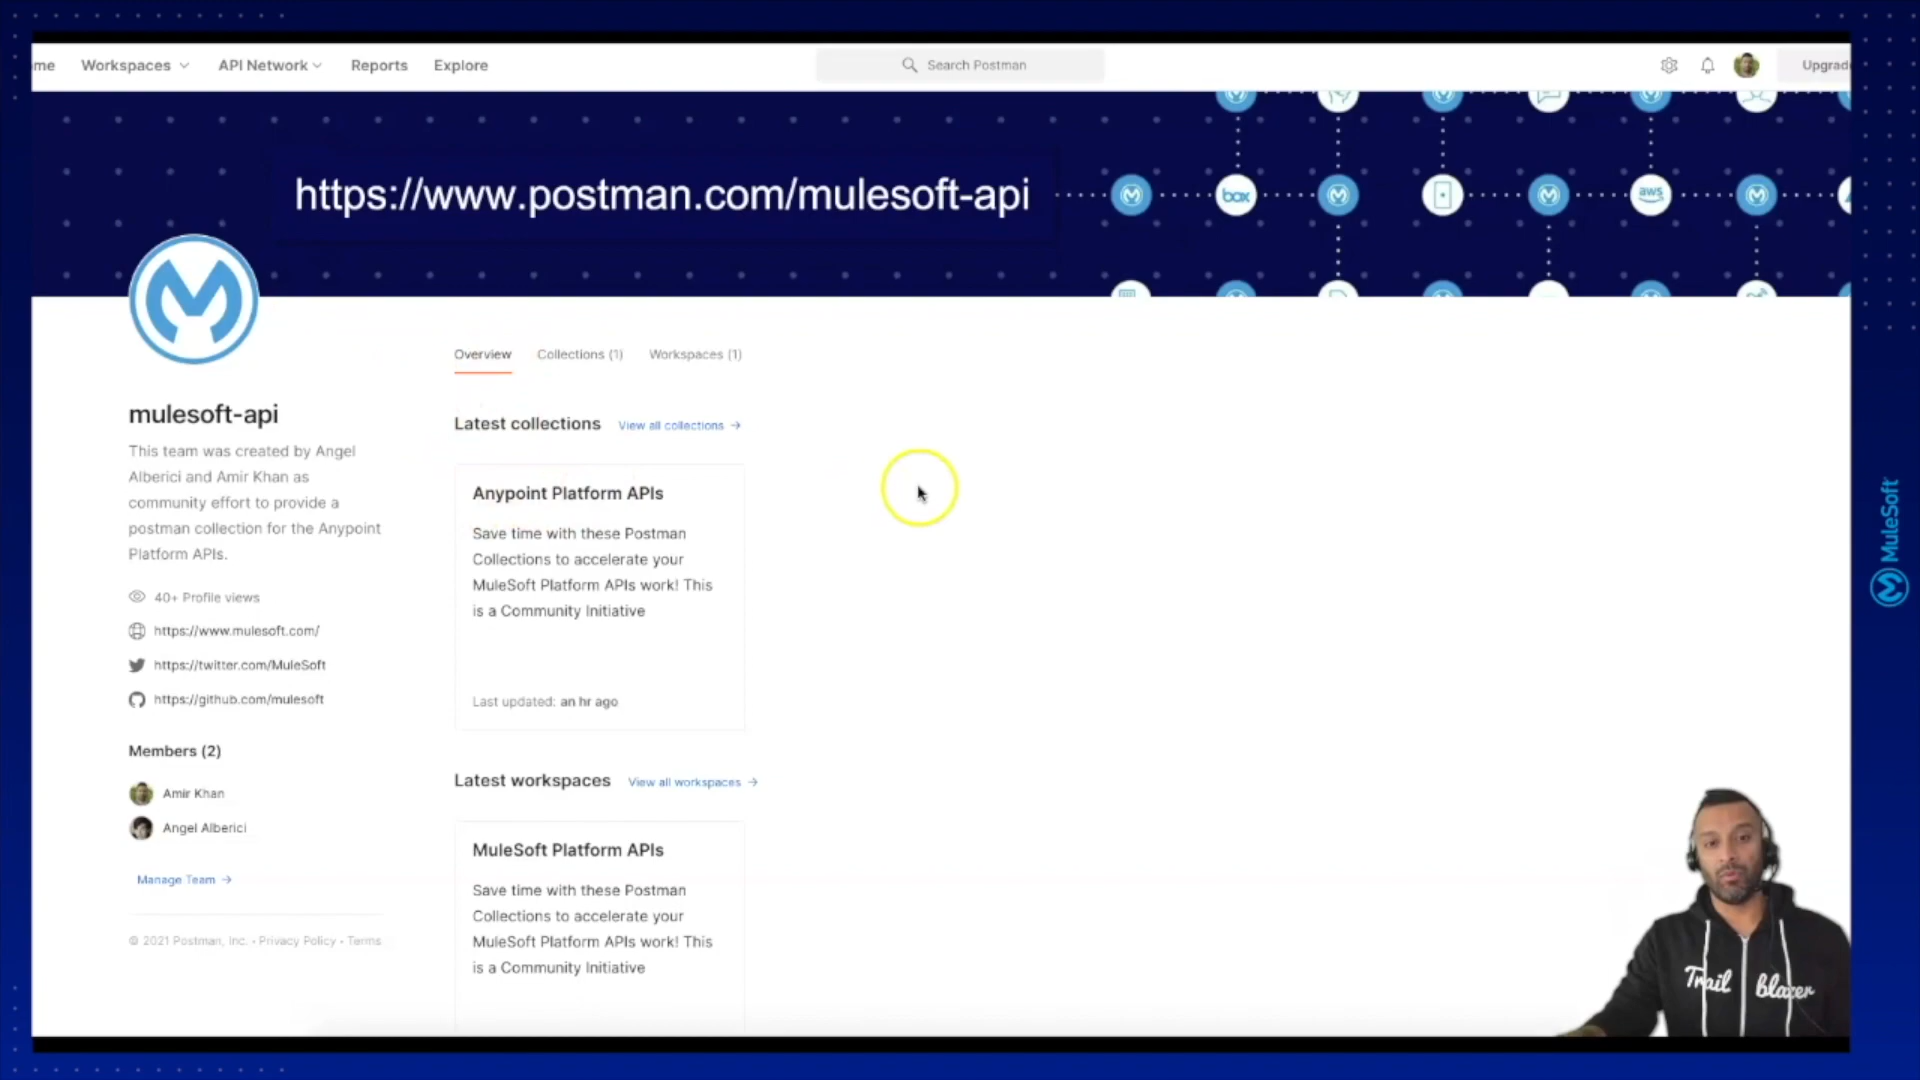 me Workspaces API Network Reports Explore Search Postman Upgrad
https://www.postman.com/mulesoft-api
box
aws
Overview Collections (1) Workspaces (1)
mulesoft-api
This team was created by Angel
Alberici and Amir Khan as
community effort to provide a
postman collection for the Anypoint
Platform APIs.
40+ Profile views
https://www.mulesoft.com/
https://twitter.com/MuleSoft
https://github.com/mulesoft
Members (2)
Amir Khan
Angel Alberici
Manage Team →
© 2021 Postman, Inc. • Privacy Policy • Terms
Latest collections View all collections →
Anypoint Platform APIs
Save time with these Postman
Collections to accelerate your
MuleSoft Platform APIs work! This
is a Community Initiative
Last updated: an hr ago
Latest workspaces View all workspaces →
MuleSoft Platform APIs
Save time with these Postman
Collections to accelerate your
MuleSoft Platform APIs work! This
is a Community Initiative
Trail blazer
MuleSoft